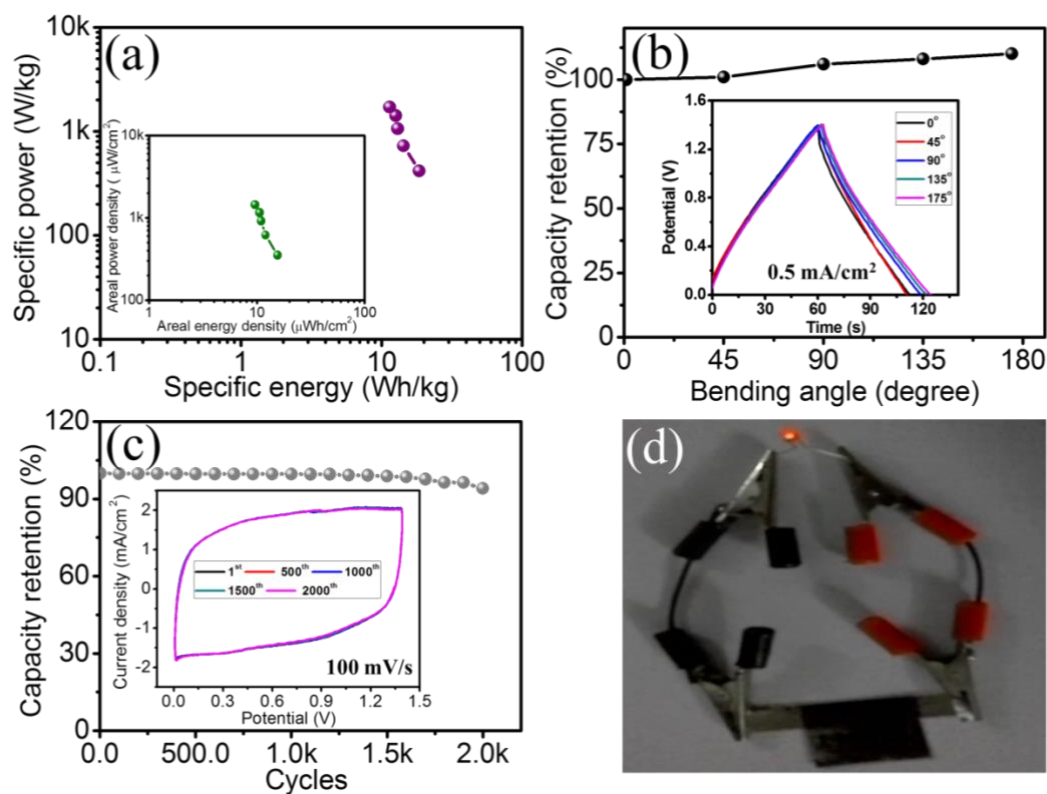 (a)
Specific power (W/kg)
10k
1k
100
10
0.1
1
10
100
Specific energy (Wh/kg)
Areal power density ( µW/cm²)
10k
1k
100
1
10
100
Areal energy density (µWh/cm²)
(b)
Capacity retention (%)
100
75
50
25
0
0
45
90
135
180
Bending angle (degree)
Potential (V)
1.6
1.2
0.8
0.4
0.0
0
30
60
90
120
Time (s)
0°
45°
90°
135°
175°
0.5 mA/cm²
(c)
Capacity retention (%)
120
90
60
30
0
0.0
500.0
1.0k
1.5k
2.0k
Cycles
Current density (mA/cm²)
2
1
0
-1
-2
0.0
0.3
0.6
0.9
1.2
1.5
Potential (V)
1st 500th 1000th
1500th 2000th
100 mV/s
(d)